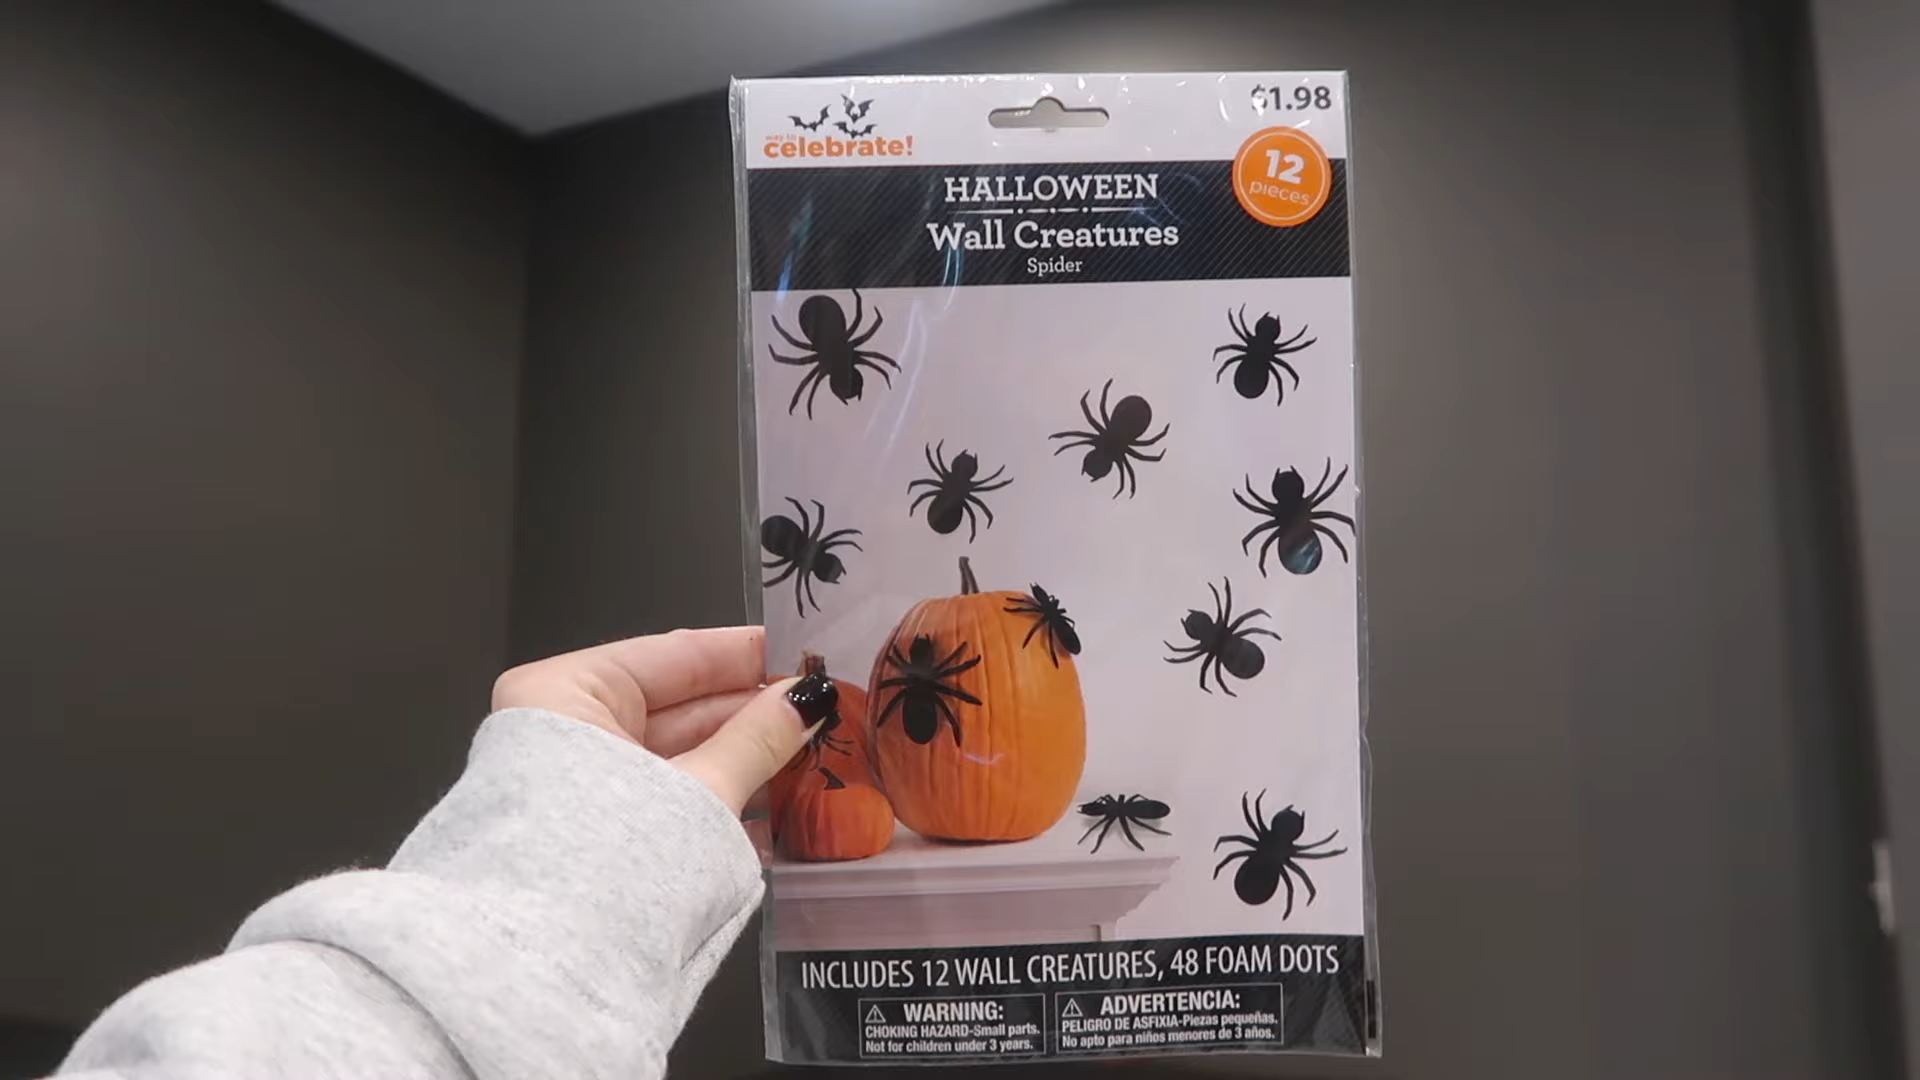 $1.98
way to
celebrate!
12
pieces
HALLOWEEN
Wall Creatures
Spider
INCLUDES 12 WALL CREATURES, 48 FOAM DOTS
WARNING:
CHOKING HAZARD-Small parts.
Not for children under 3 years.
ADVERTENCIA:
PELIGRO DE ASFIXIA-Piezas pequeñas.
No apto para niños menores de 3 años.